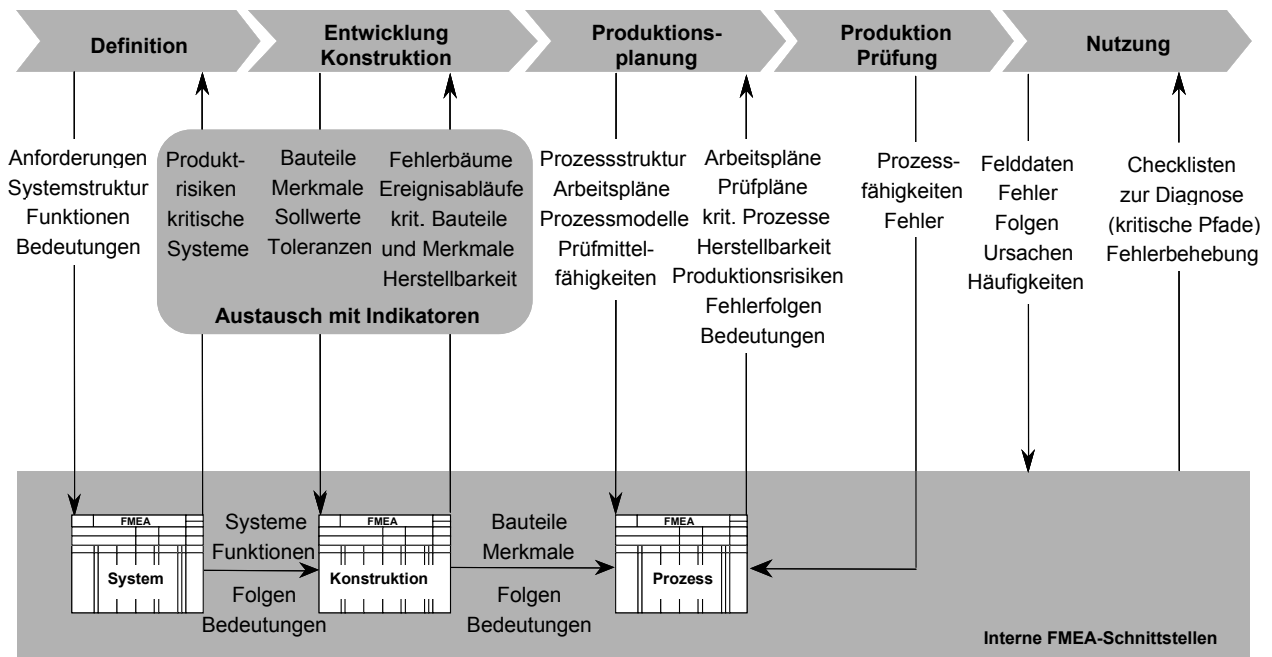 Definition
Entwicklung
Konstruktion
Produktions-
planung
Produktion
Prüfung
Nutzung
Anforderungen
Systemstruktur
Funktionen
Bedeutungen
Produkt-
risiken
kritische
Systeme
Bauteile
Merkmale
Sollwerte
Toleranzen
Fehlerbäume
Ereignisabläufe
krit. Bauteile
und Merkmale
Herstellbarkeit
Austausch mit Indikatoren
Prozessstruktur
Arbeitspläne
Prozessmodelle
Prüfmittel-
fähigkeiten
Arbeitspläne
Prüfpläne
krit. Prozesse
Herstellbarkeit
Produktionsrisiken
Fehlerfolgen
Bedeutungen
Prozess-
fähigkeiten
Fehler
Felddaten
Fehler
Folgen
Ursachen
Häufigkeiten
Checklisten
zur Diagnose
(kritische Pfade)
Fehlerbehebung
FMEA
System
Systeme
Funktionen
Folgen
Bedeutungen
FMEA
Konstruktion
Bauteile
Merkmale
Folgen
Bedeutungen
FMEA
Prozess
Interne FMEA-Schnittstellen